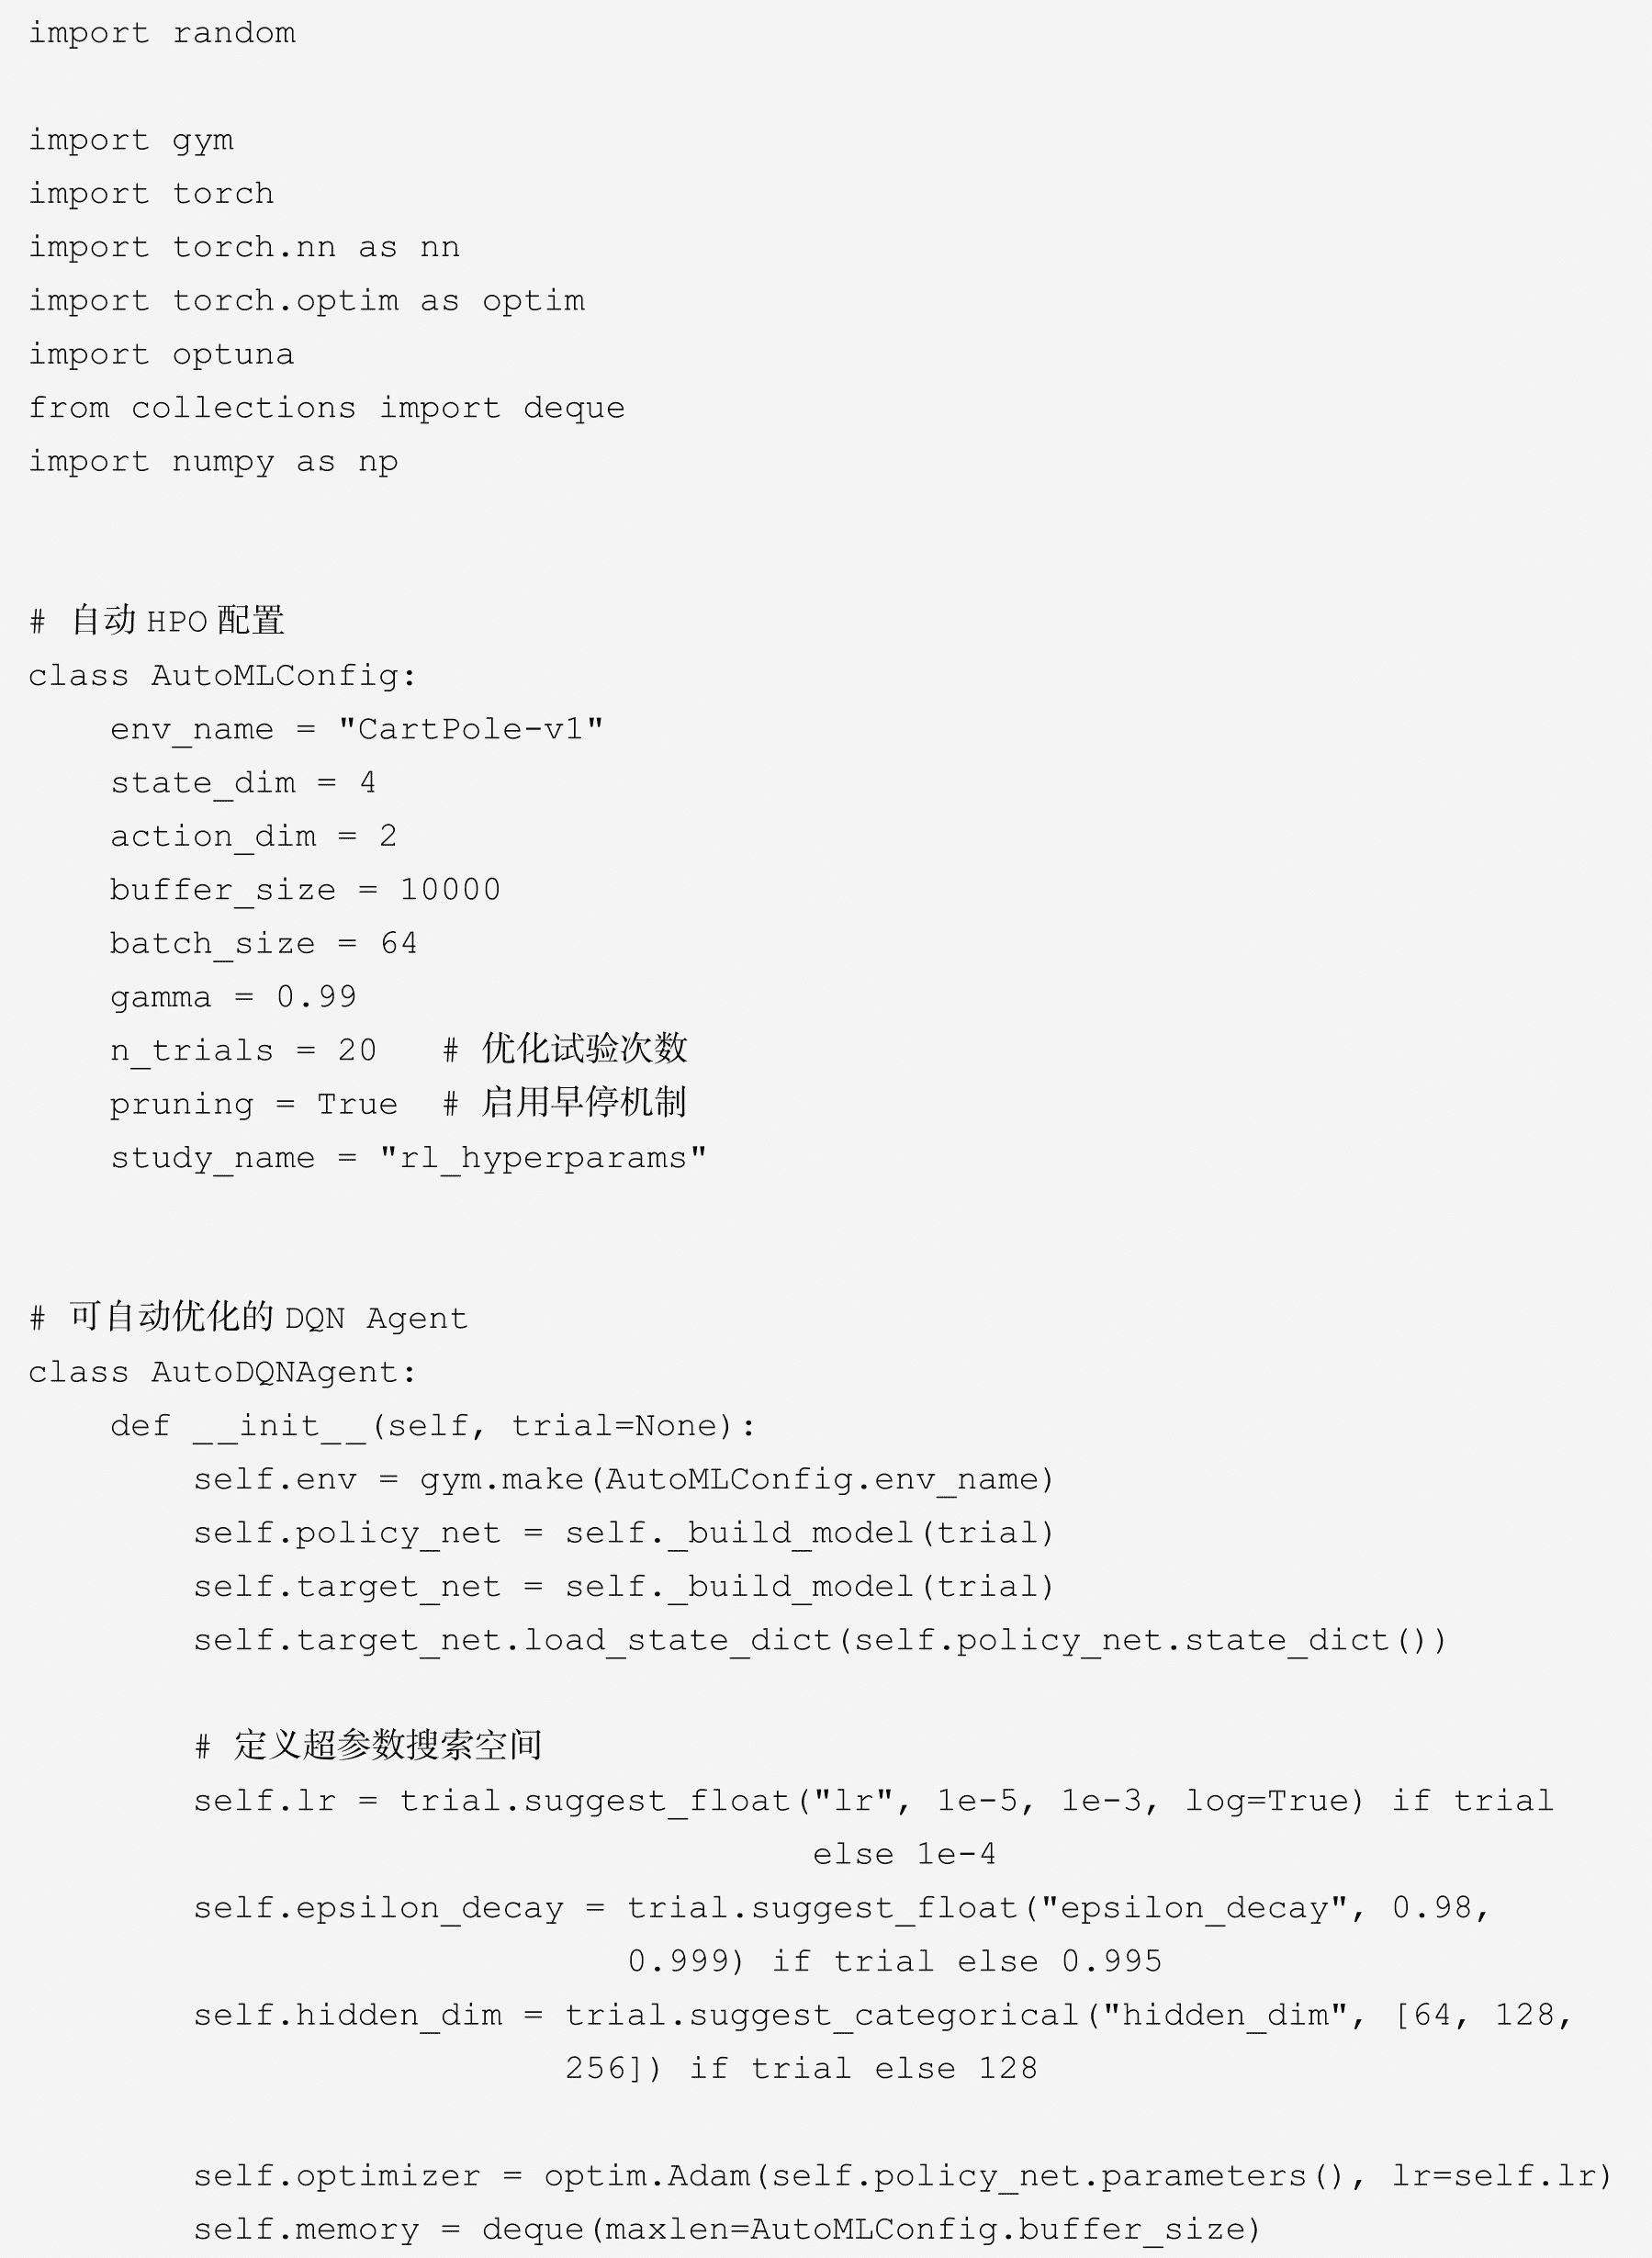 import random
import gym
import torch
import torch.nn as nn
import torch.optim as optim
import optuna
from collections import deque
import numpy as np
# 自动 HPO 配置
class AutoMLConfig:
    env_name = "CartPole-v1"
    state_dim = 4
    action_dim = 2
    buffer_size = 10000
    batch_size = 64
    gamma = 0.99
    n_trials = 20   # 优化试验次数
    pruning = True  # 启用早停机制
    study_name = "rl_hyperparams"
# 可自动优化的 DQN Agent
class AutoDQNAgent:
    def __init__(self, trial=None):
        self.env = gym.make(AutoMLConfig.env_name)
        self.policy_net = self._build_model(trial)
        self.target_net = self._build_model(trial)
        self.target_net.load_state_dict(self.policy_net.state_dict())
        # 定义超参数搜索空间
        self.lr = trial.suggest_float("lr", 1e-5, 1e-3, log=True) if trial
                                      else 1e-4
        self.epsilon_decay = trial.suggest_float("epsilon_decay", 0.98,
                             0.999) if trial else 0.995
        self.hidden_dim = trial.suggest_categorical("hidden_dim", [64, 128,
                          256]) if trial else 128
        self.optimizer = optim.Adam(self.policy_net.parameters(), lr=self.lr)
        self.memory = deque(maxlen=AutoMLConfig.buffer_size)